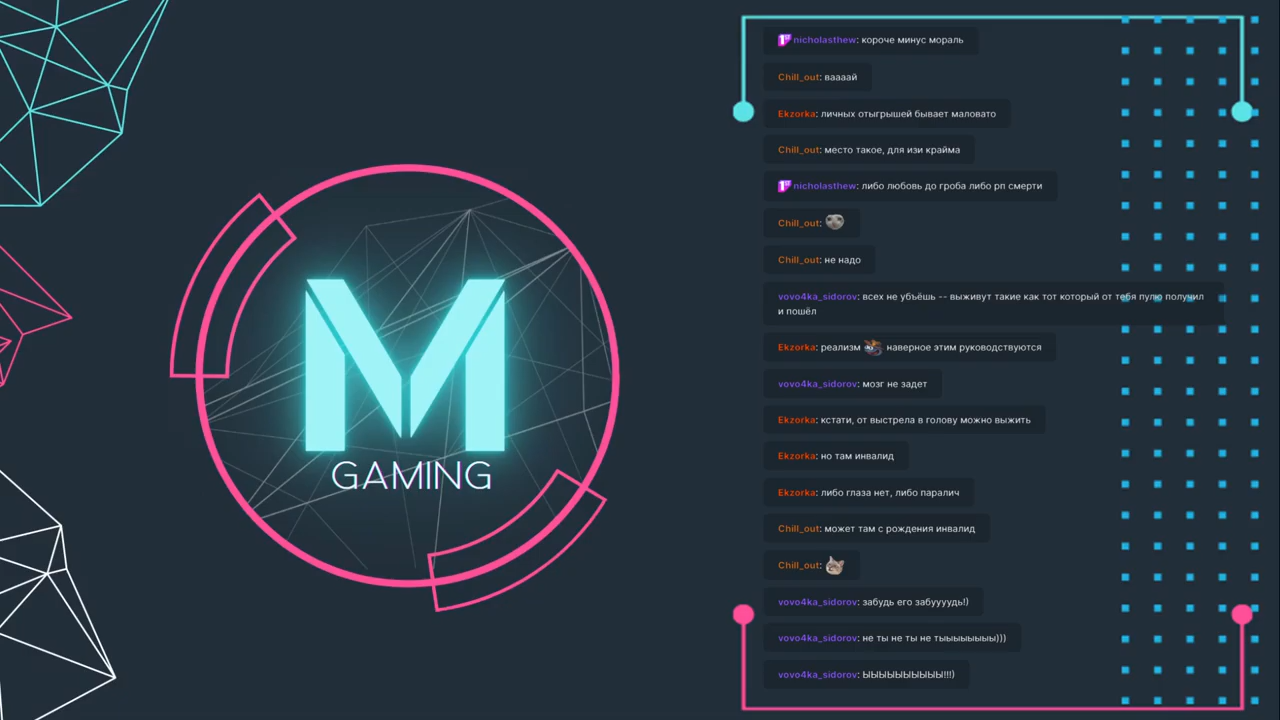 M
GAMING
nicholasthew: короче минус мораль
Chill_out: ваааай
Ekzorka: личных отыгрышей бывает маловато
Chill_out: место такое, для изи крайма
nicholasthew: либо любовь до гроба либо рп смерти
Chill_out:
Chill_out: не надо
vovo4ka_sidorov: всех не убъёшь -- выживут такие как тот который от тебя пулю получил
и пошёл
Ekzorka: реализм наверное этим руководствуются
vovo4ka_sidorov: мозг не задет
Ekzorka: кстати, от выстрела в голову можно выжить
Ekzorka: но там инвалид
Ekzorka: либо глаза нет, либо паралич
Chill_out: может там с рождения инвалид
Chill_out:
vovo4ka_sidorov: забудь его забуууудь!)
vovo4ka_sidorov: не ты не ты не тыыыыыыыы)))
vovo4ka_sidorov: ЫЫЫЫЫЫЫЫЫЫ!!!)